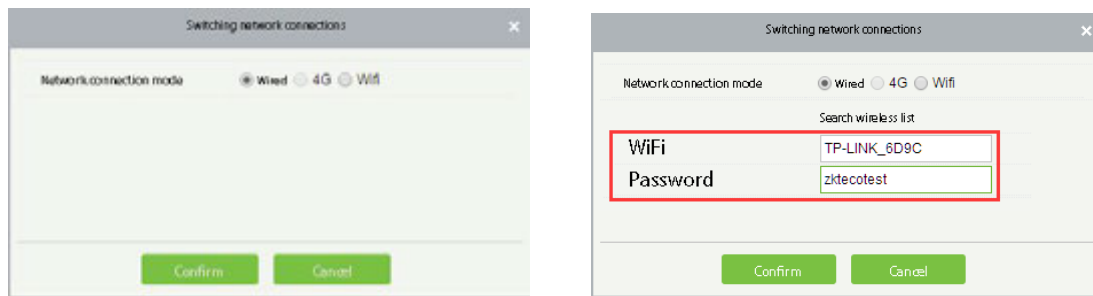 Switching network connections
Network connection mode Wired 4G Wifi
Confirm Cancel
Switching network connections
Network connection mode Wired 4G Wifi
Search wireless list
WiFi TP-LINK_6D9C
Password zktecotest
Confirm Cancel